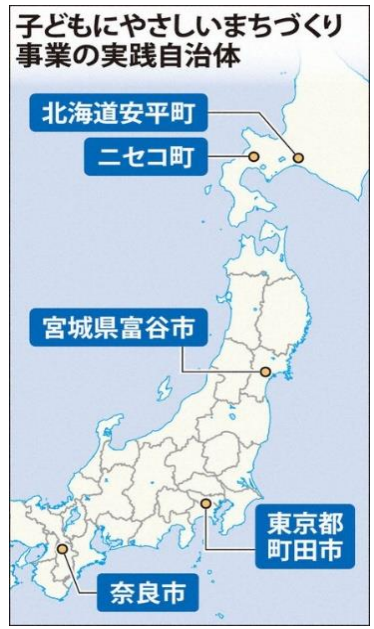 子どもにやさしいまちづくり
事業の実践自治体
北海道安平町
ニセコ町
宮城県富谷市
東京都
町田市
奈良市